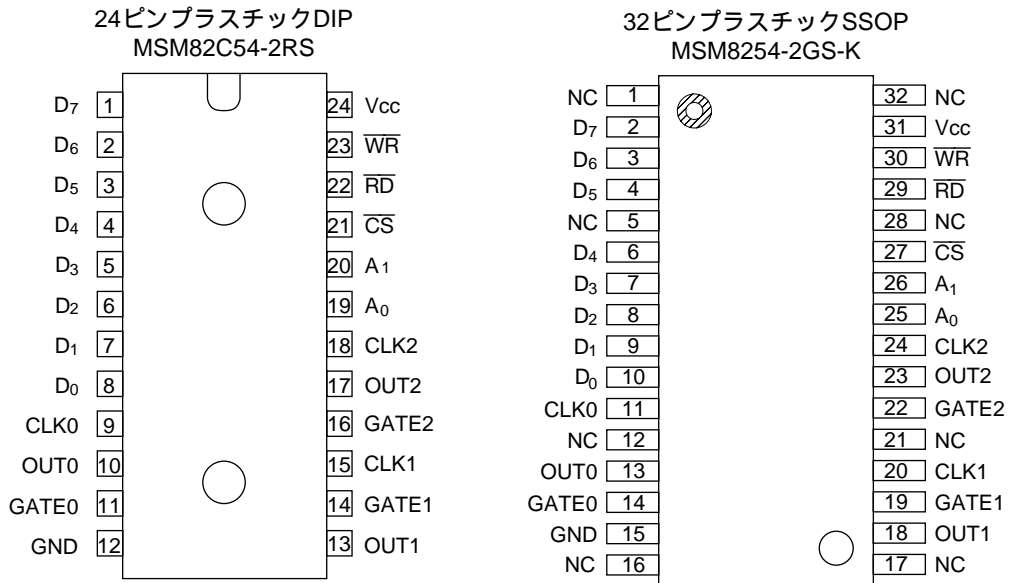 24ピンプラスチックDIP
MSM82C54-2RS
D7 1 24 Vcc
D6 2 23 WR
D5 3 22 RD
D4 4 21 CS
D3 5 20 A1
D2 6 19 A0
D1 7 18 CLK2
D0 8 17 OUT2
CLK0 9 16 GATE2
OUT0 10 15 CLK1
GATE0 11 14 GATE1
GND 12 13 OUT1
32ピンプラスチックSSOP
MSM8254-2GS-K
NC 1 32 NC
D7 2 31 Vcc
D6 3 30 WR
D5 4 29 RD
NC 5 28 NC
D4 6 27 CS
D3 7 26 A1
D2 8 25 A0
D1 9 24 CLK2
D0 10 23 OUT2
CLK0 11 22 GATE2
NC 12 21 NC
OUT0 13 20 CLK1
GATE0 14 19 GATE1
GND 15 18 OUT1
NC 16 17 NC